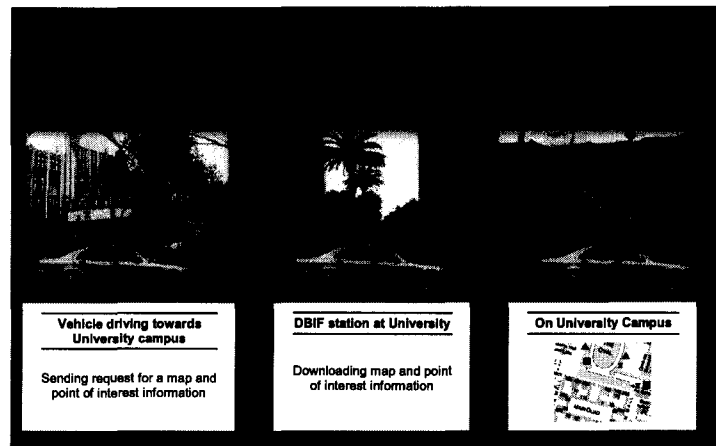 Vehicle driving towards
University campus
Sending request for a map and
point of interest information
DBIF station at University
Downloading map and point
of interest information
On University Campus